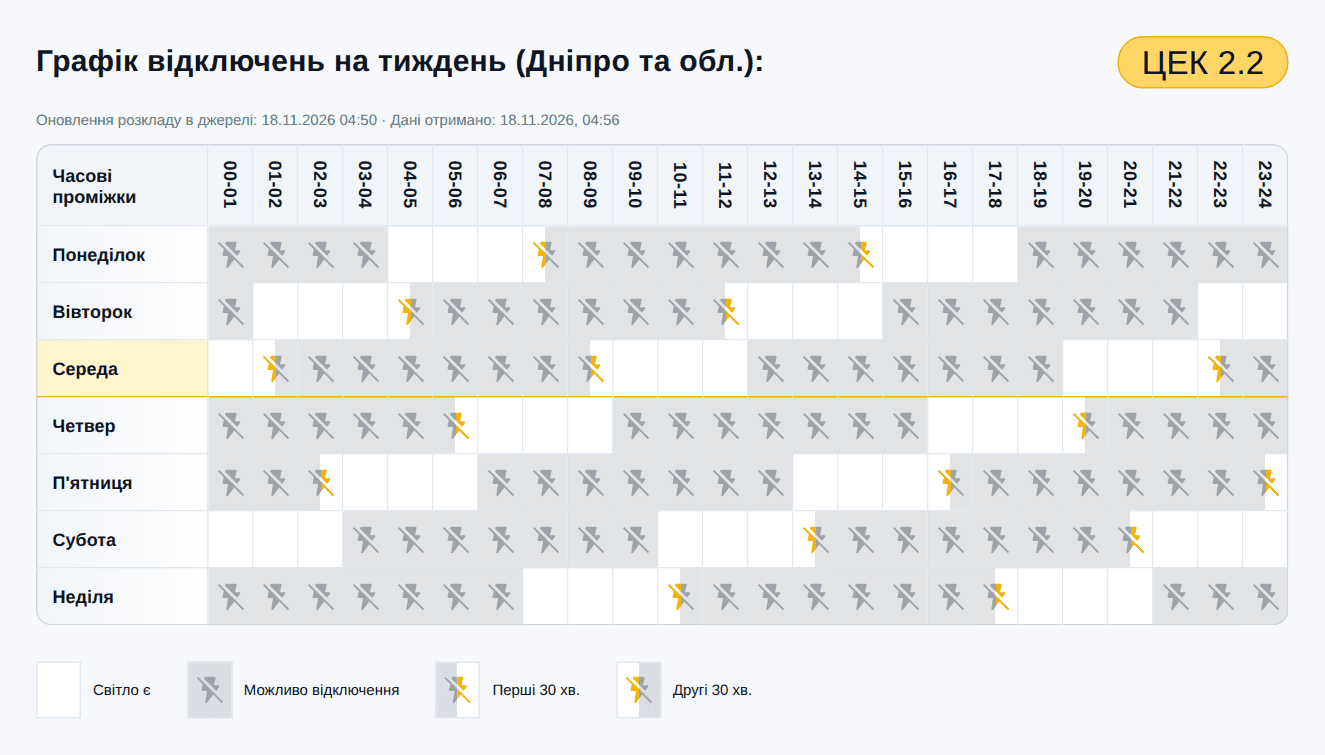 Графік відключень на тиждень (Дніпро та обл.):
ЦЕК 2.2
Оновлення розкладу в джерелі: 18.11.2026 04:50 · Дані отримано: 18.11.2026, 04:56
Часові
проміжки
00-01
01-02
02-03
03-04
04-05
05-06
06-07
07-08
08-09
09-10
10-11
11-12
12-13
13-14
14-15
15-16
16-17
17-18
18-19
19-20
20-21
21-22
22-23
23-24
Понеділок
Вівторок
Середа
Четвер
П'ятниця
Субота
Неділя
Світло є
Можливо відключення
Перші 30 хв.
Другі 30 хв.